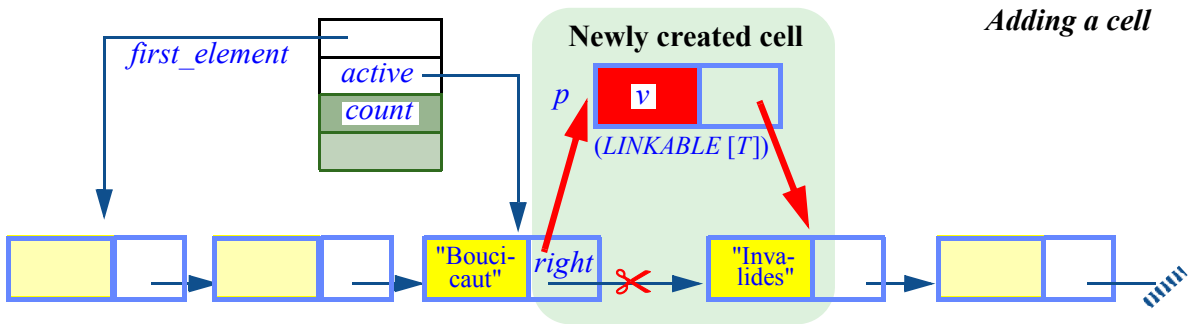 Adding a cell
Newly created cell
first_element
active
count
p
v
(LINKABLE [T])
"Bouci-
caut"
right
"Inva-
lides"